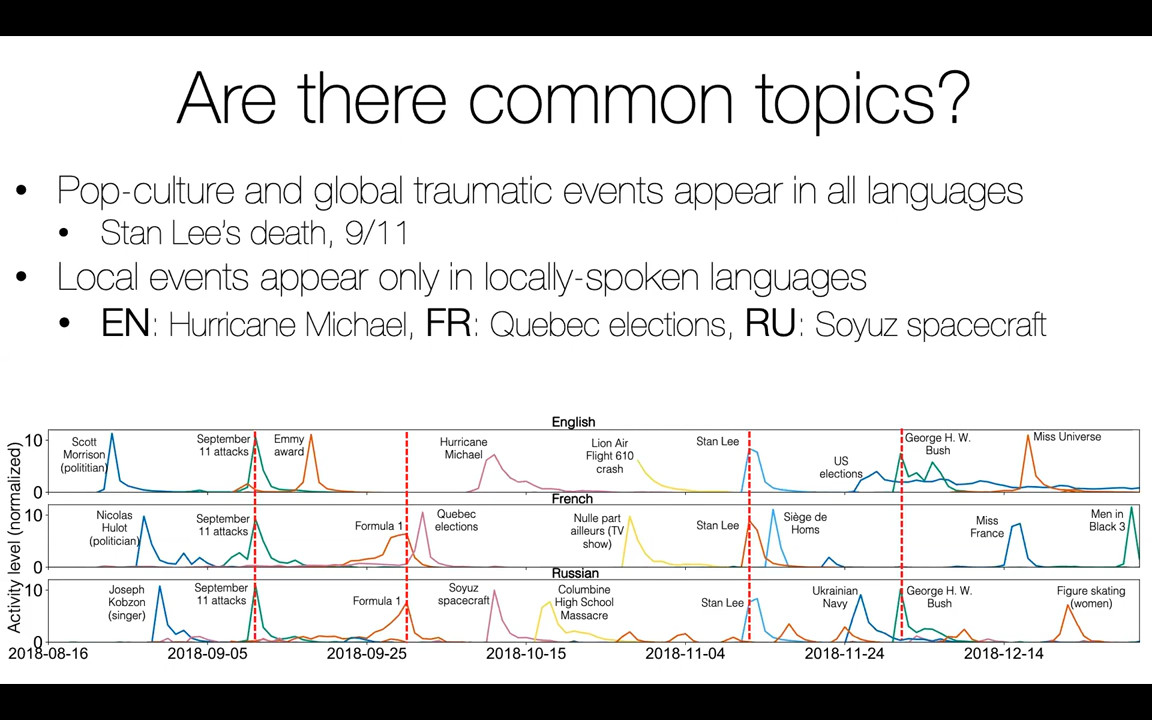 Are there common topics?
• Pop-culture and global traumatic events appear in all languages
• Stan Lee's death, 9/11
• Local events appear only in locally-spoken languages
• EN: Hurricane Michael, FR: Quebec elections, RU: Soyuz spacecraft
Activity level (normalized)
English
10
0
Scott
Morrison
(polititian)
September
11 attacks
Emmy
award
Hurricane
Michael
Lion Air
Flight 610
crash
Stan Lee
US
elections
George H. W.
Bush
Miss Universe
French
10
0
Nicolas
Hulot
(politician)
September
11 attacks
Formula 1
Quebec
elections
Nulle part
ailleurs (TV
show)
Stan Lee
Siège de
Homs
Miss
France
Men in
Black 3
Russian
10
0
Joseph
Kobzon
(singer)
September
11 attacks
Formula 1
Soyuz
spacecraft
Columbine
High School
Massacre
Stan Lee
Ukrainian
Navy
George H. W.
Bush
Figure skating
(women)
2018-08-16 2018-09-05 2018-09-25 2018-10-15 2018-11-04 2018-11-24 2018-12-14